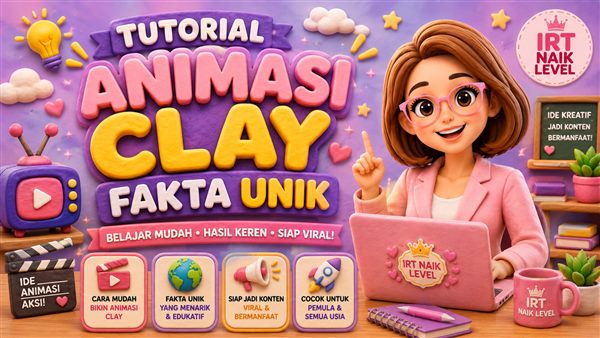 TUTORIAL
ANIMASI
CLAY
FAKTA UNIK
BELAJAR MUDAH • HASIL KEREN • SIAP VIRAL!
IRT
NAIK
LEVEL
IDE KREATIF
JADI KONTEN
BERMANFAAT!
IDE
ANIMASI
AKSI!
CARA MUDAH
BIKIN ANIMASI
CLAY
FAKTA UNIK
YANG MENARIK
& EDUKATIF
SIAP JADI KONTEN
VIRAL &
BERMANFAAT
COCOK UNTUK
PEMULA &
SEMUA USIA
IRT NAIK
LEVEL
IRT
NAIK LEVEL